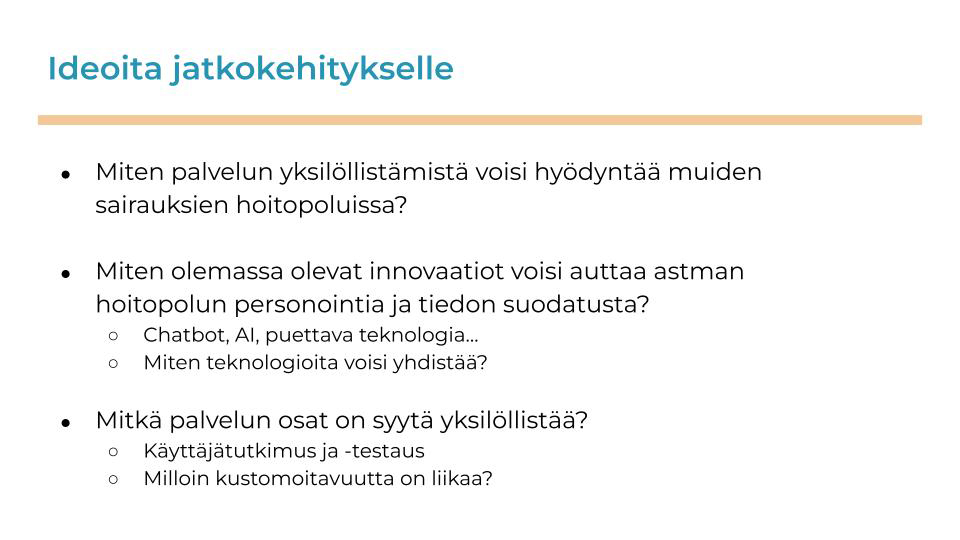 Ideoita jatkokehitykselle
● Miten palvelun yksilöllistämistä voisi hyödyntää muiden
sairauksien hoitopoluissa?
● Miten olemassa olevat innovaatiot voisi auttaa astman
hoitopolun personointia ja tiedon suodatusta?
○ Chatbot, AI, puettava teknologia...
○ Miten teknologioita voisi yhdistää?
● Mitkä palvelun osat on syytä yksilöllistää?
○ Käyttäjätutkimus ja -testaus
○ Milloin kustomoitavuutta on liikaa?